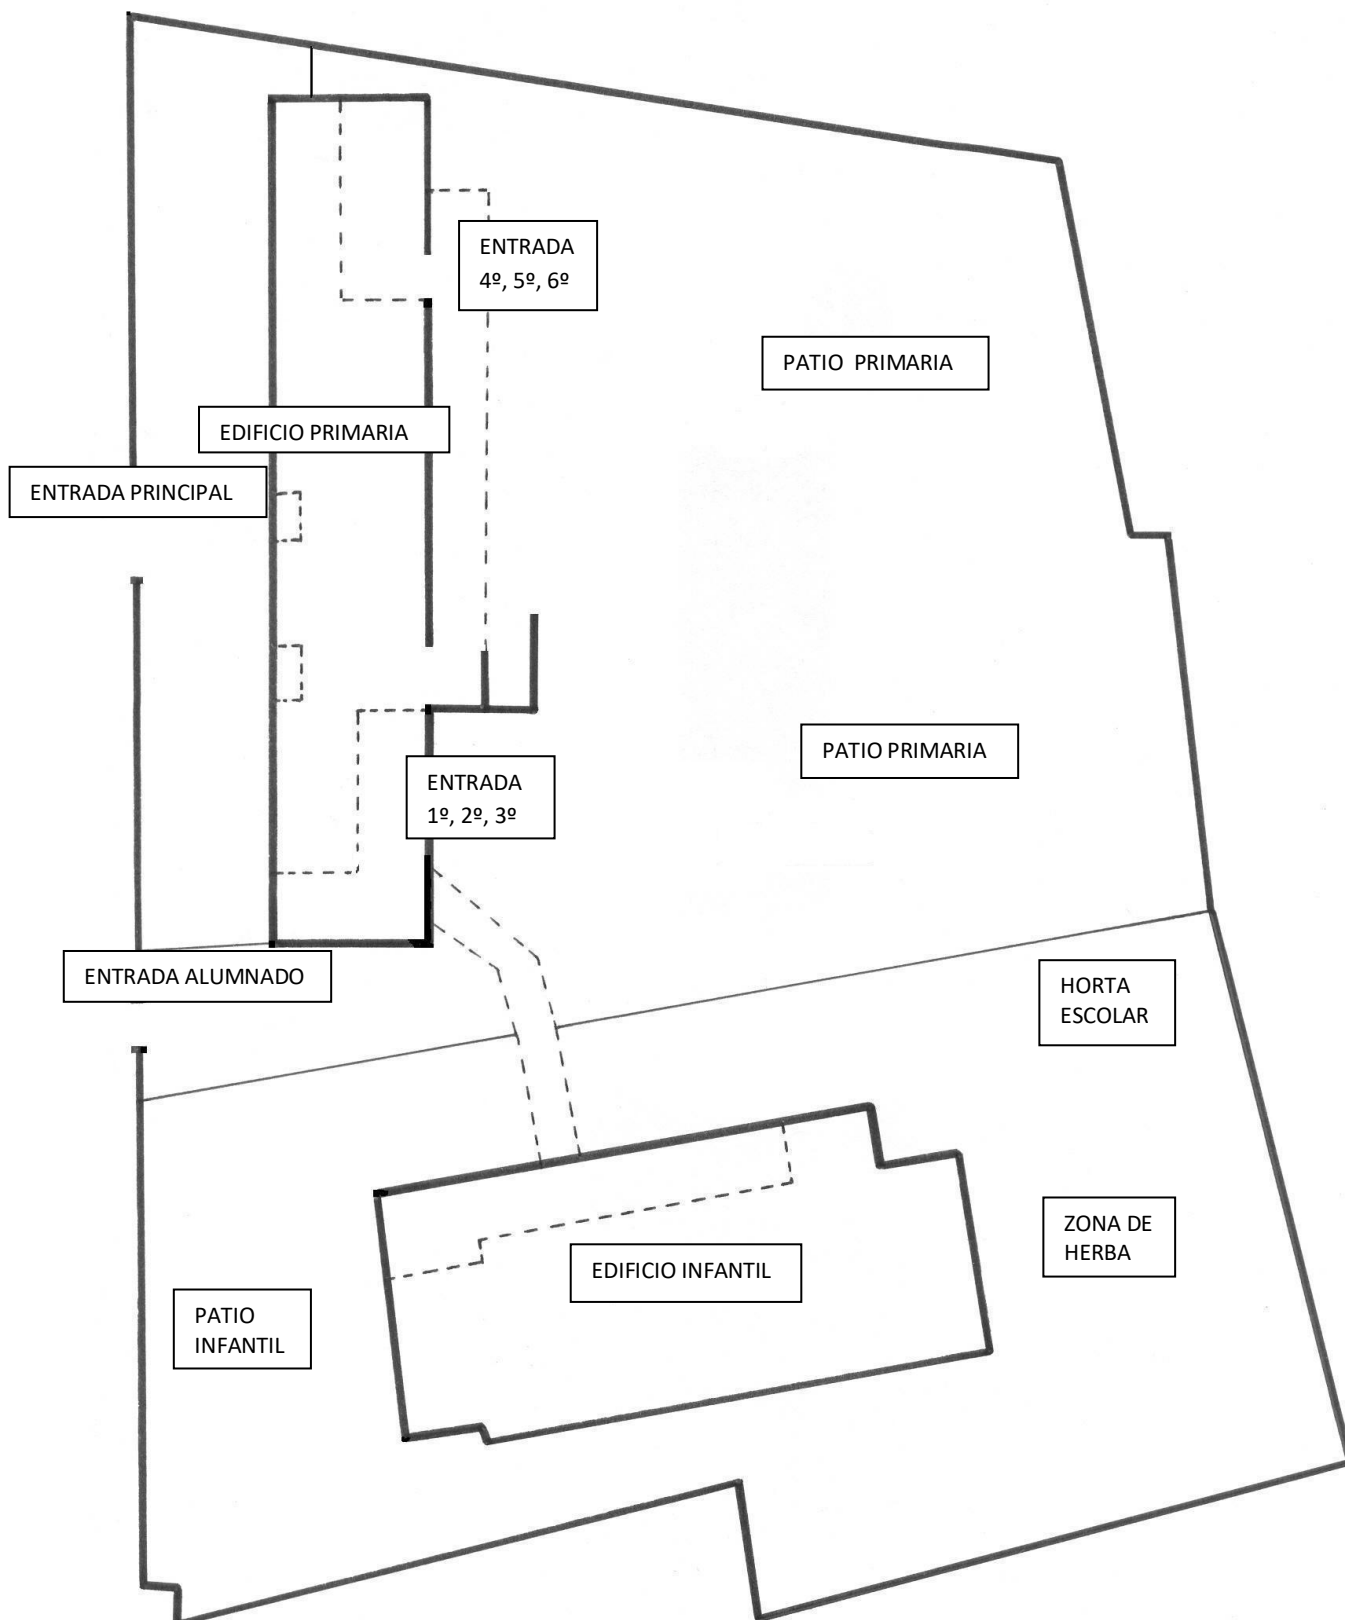 ENTRADA
4º, 5º, 6º
PATIO PRIMARIA
EDIFICIO PRIMARIA
ENTRADA PRINCIPAL
PATIO PRIMARIA
ENTRADA
1º, 2º, 3º
ENTRADA ALUMNADO
HORTA
ESCOLAR
ZONA DE
HERBA
EDIFICIO INFANTIL
PATIO
INFANTIL